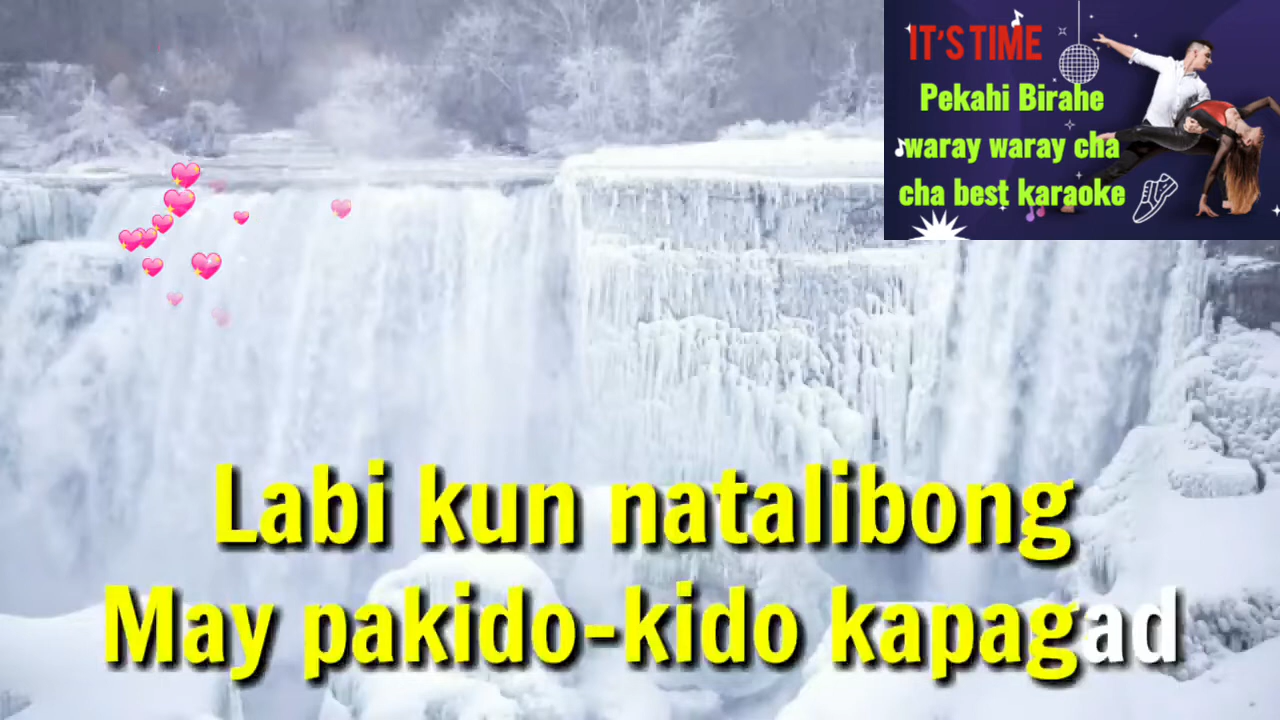 IT'S TIME
Pekahi Birahe
waray waray cha
cha best karaoke
Labi kun natalibong
May pakido-kido kapagad